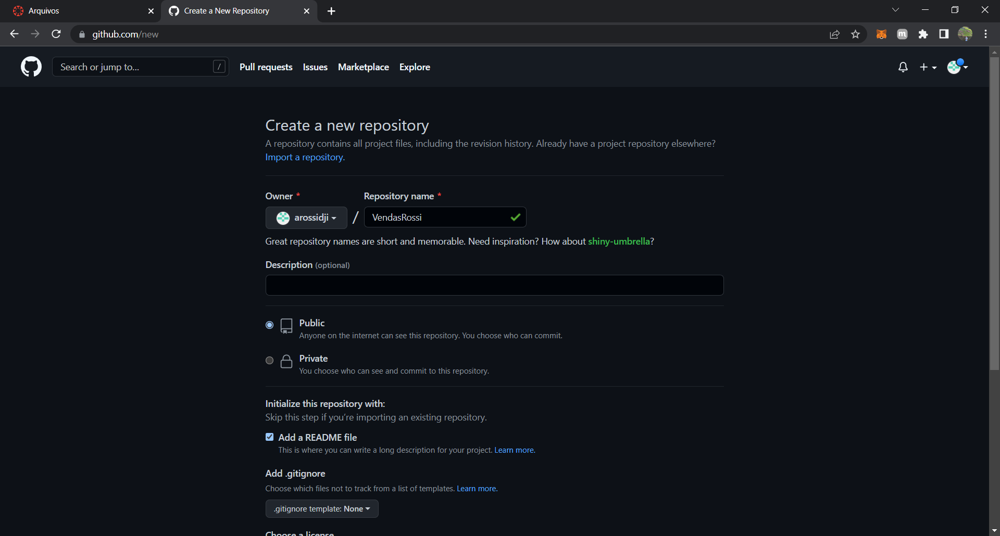 Arquivos
Create a New Repository
github.com/new
m
Search or jump to...
/
Pull requests
Issues
Marketplace
Explore
Create a new repository
A repository contains all project files, including the revision history. Already have a project repository elsewhere?
Import a repository.
Owner *
Repository name *
arossidji
/
VendasRossi
Great repository names are short and memorable. Need inspiration? How about shiny-umbrella?
Description (optional)
Public
Anyone on the internet can see this repository. You choose who can commit.
Private
You choose who can see and commit to this repository.
Initialize this repository with:
Skip this step if you're importing an existing repository.
Add a README file
This is where you can write a long description for your project. Learn more.
Add .gitignore
Choose which files not to track from a list of templates. Learn more.
.gitignore template: None
Choose a license